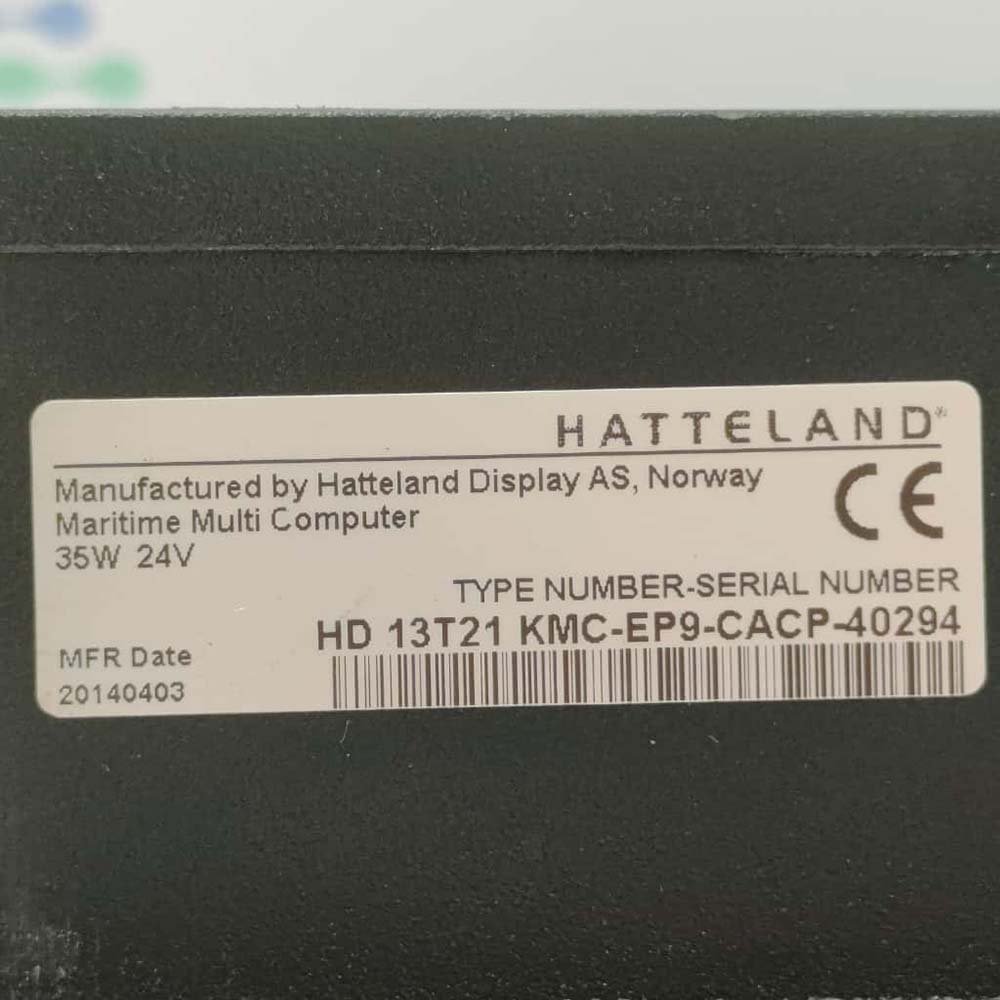 HATTELAND®
Manufactured by Hatteland Display AS, Norway
Maritime Multi Computer
35W 24V
CE
TYPE NUMBER-SERIAL NUMBER
HD 13T21 KMC-EP9-CACP-40294
MFR Date
20140403